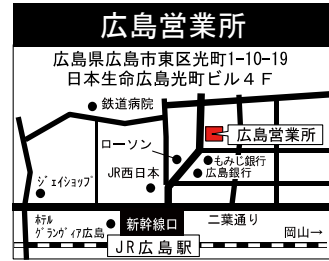 広島営業所
広島県広島市東区光町1-10-19
日本生命広島光町ビル4F
鉄道病院
広島営業所
ローソン
もみじ銀行
JR西日本
広島銀行
ジェイショップ
ホテル
グランヴィア広島
新幹線口
二葉通り
岡山→
JR広島駅